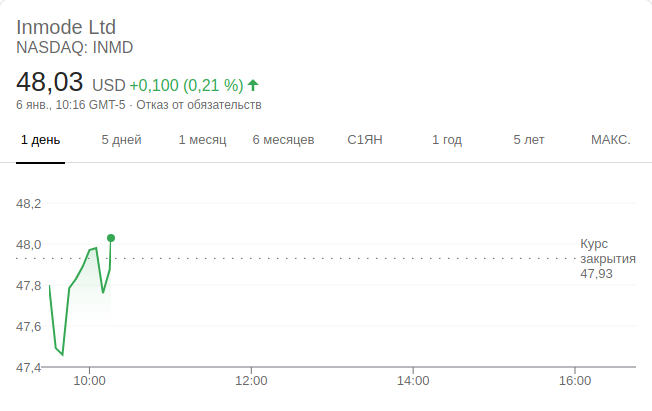 Inmode Ltd
NASDAQ: INMD
48,03 USD +0,100 (0,21 %)
6 янв., 10:16 GMT-5 · Отказ от обязательств
1 день 5 дней 1 месяц 6 месяцев С1ЯН 1 год 5 лет МАКС.
48,2
48,0
47,8
47,6
47,4
Курс
закрытия
47,93
10:00 12:00 14:00 16:00